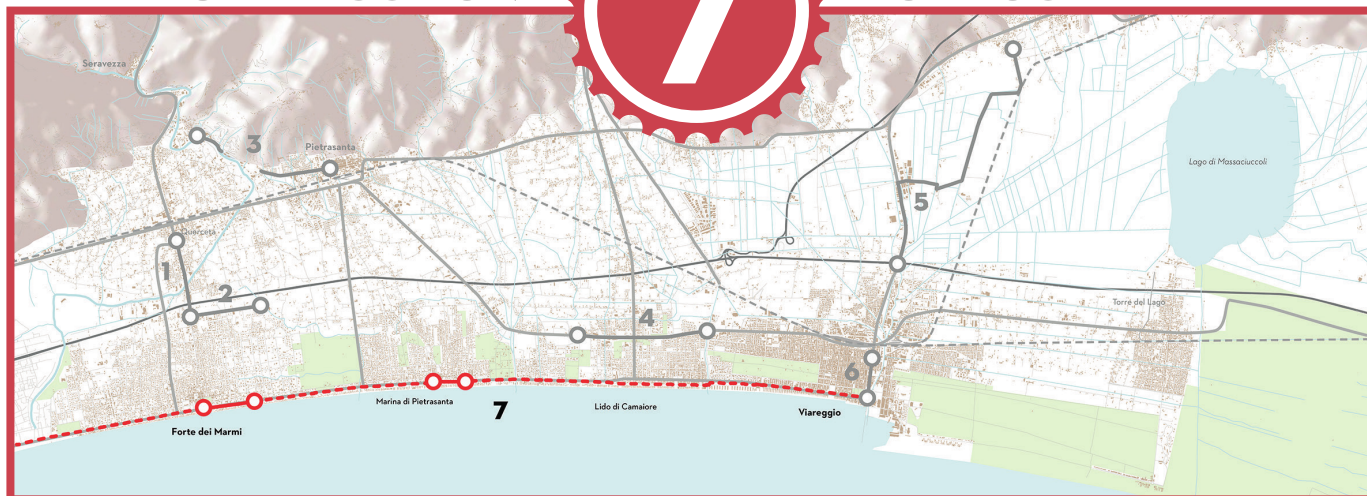 7
Seravezza
3
Pietrasanta
Lago di Massaciuccoli
5
Querceta
1
2
Torre del Lago
4
6
Marina di Pietrasanta
7
Lido di Camaiore
Viareggio
Forte dei Marmi